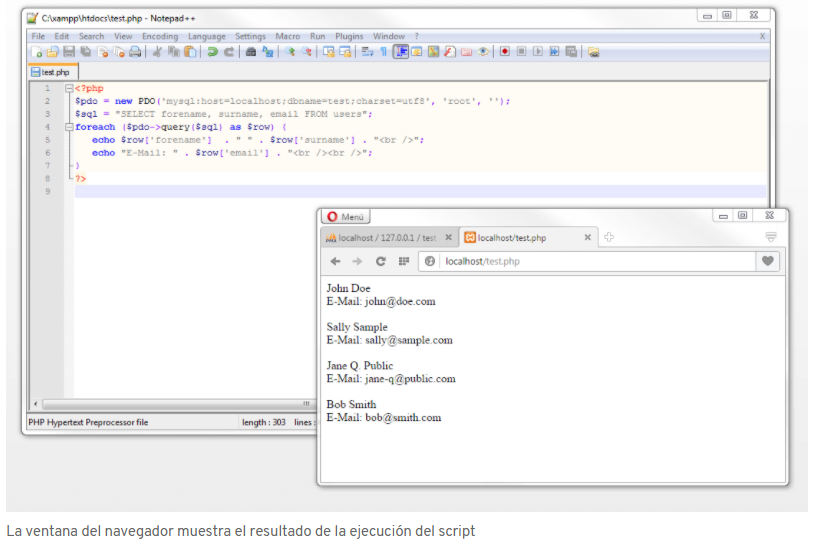 C:\xampp\htdocs\test.php - Notepad++
File Edit Search View Encoding Language Settings Macro Run Plugins Window ? X
test.php
1 <?php
2 $pdo = new PDO('mysql:host=localhost;dbname=test;charset=utf8', 'root', '');
3 $sql = "SELECT forename, surname, email FROM users";
4 foreach ($pdo->query($sql) as $row) {
5 echo $row['forename'] . " " . $row['surname'] . "<br />";
6 echo "E-Mail: " . $row['email'] . "<br /><br />";
7 }
8 ?>
9
PHP Hypertext Preprocessor file length : 303 lines :
Menü
localhost / 127.0.0.1 / test localhost/test.php
localhost/test.php
John Doe
E-Mail: john@doe.com
Sally Sample
E-Mail: sally@sample.com
Jane Q. Public
E-Mail: jane-q@public.com
Bob Smith
E-Mail: bob@smith.com
La ventana del navegador muestra el resultado de la ejecución del script